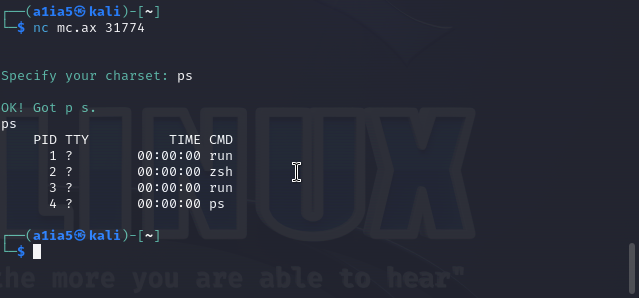 ┌──(a1ia5㉿kali)-[~]
└─$ nc mc.ax 31774
Specify your charset: ps
OK! Got p s.
ps
PID TTY TIME CMD
1 ? 00:00:00 run
2 ? 00:00:00 zsh
3 ? 00:00:00 run
4 ? 00:00:00 ps
┌──(a1ia5㉿kali)-[~]
└─$
LINUX
the more you are able to hear"